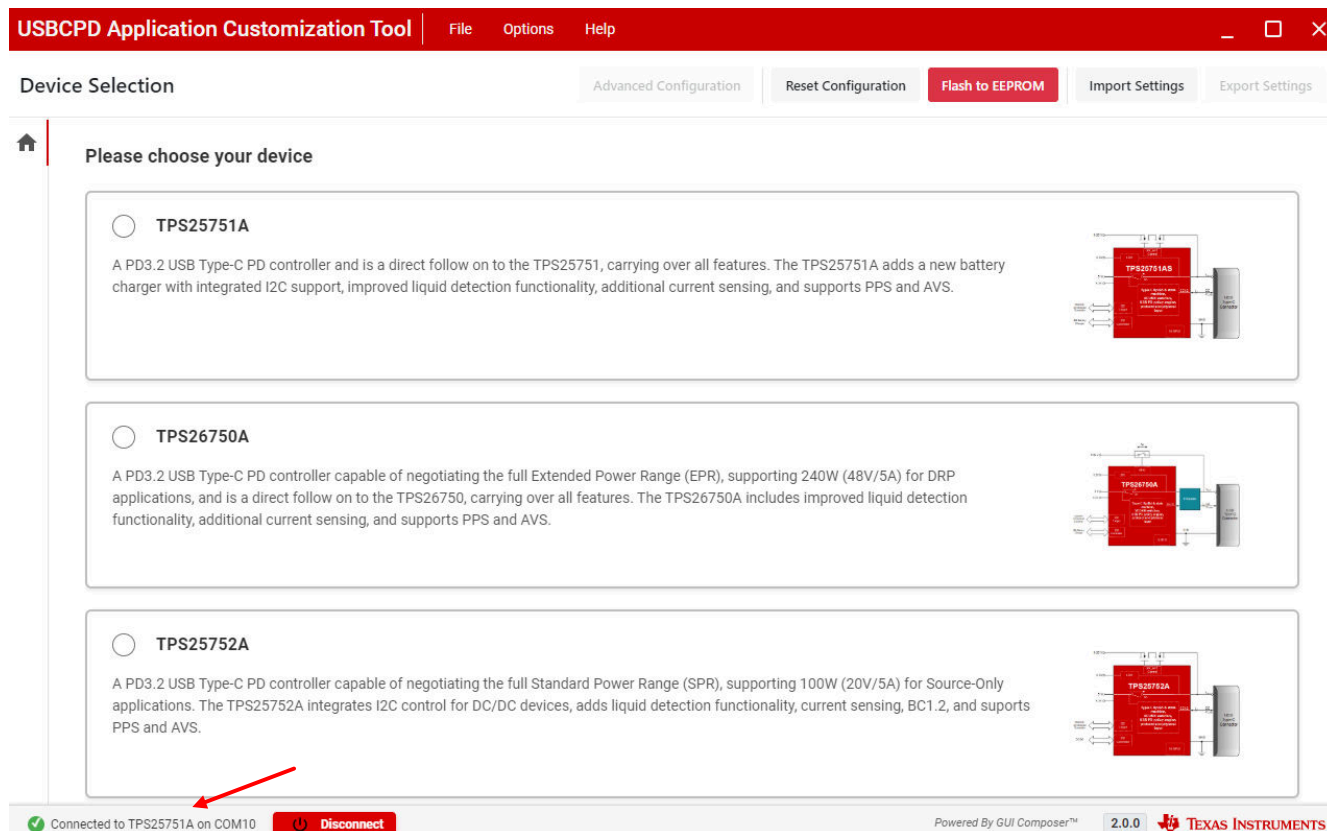 USBCPD Application Customization Tool File Options Help
Device Selection Advanced Configuration Reset Configuration Flash to EEPROM Import Settings Export Settings
Please choose your device
TPS25751A
A PD3.2 USB Type-C PD controller and is a direct follow on to the TPS25751, carrying over all features. The TPS25751A adds a new battery
charger with integrated I2C support, improved liquid detection functionality, additional current sensing, and supports PPS and AVS.
TPS25751AS
TPS26750A
A PD3.2 USB Type-C PD controller capable of negotiating the full Extended Power Range (EPR), supporting 240W (48V/5A) for DRP
applications, and is a direct follow on to the TPS26750, carrying over all features. The TPS26750A includes improved liquid detection
functionality, additional current sensing, and supports PPS and AVS.
TPS26750A
TPS25752A
A PD3.2 USB Type-C PD controller capable of negotiating the full Standard Power Range (SPR), supporting 100W (20V/5A) for Source-Only
applications. The TPS25752A integrates I2C control for DC/DC devices, adds liquid detection functionality, current sensing, BC1.2, and suports
PPS and AVS.
TPS25752A
Connected to TPS25751A on COM10 Disconnect Powered By GUI Composer™ 2.0.0 TEXAS INSTRUMENTS